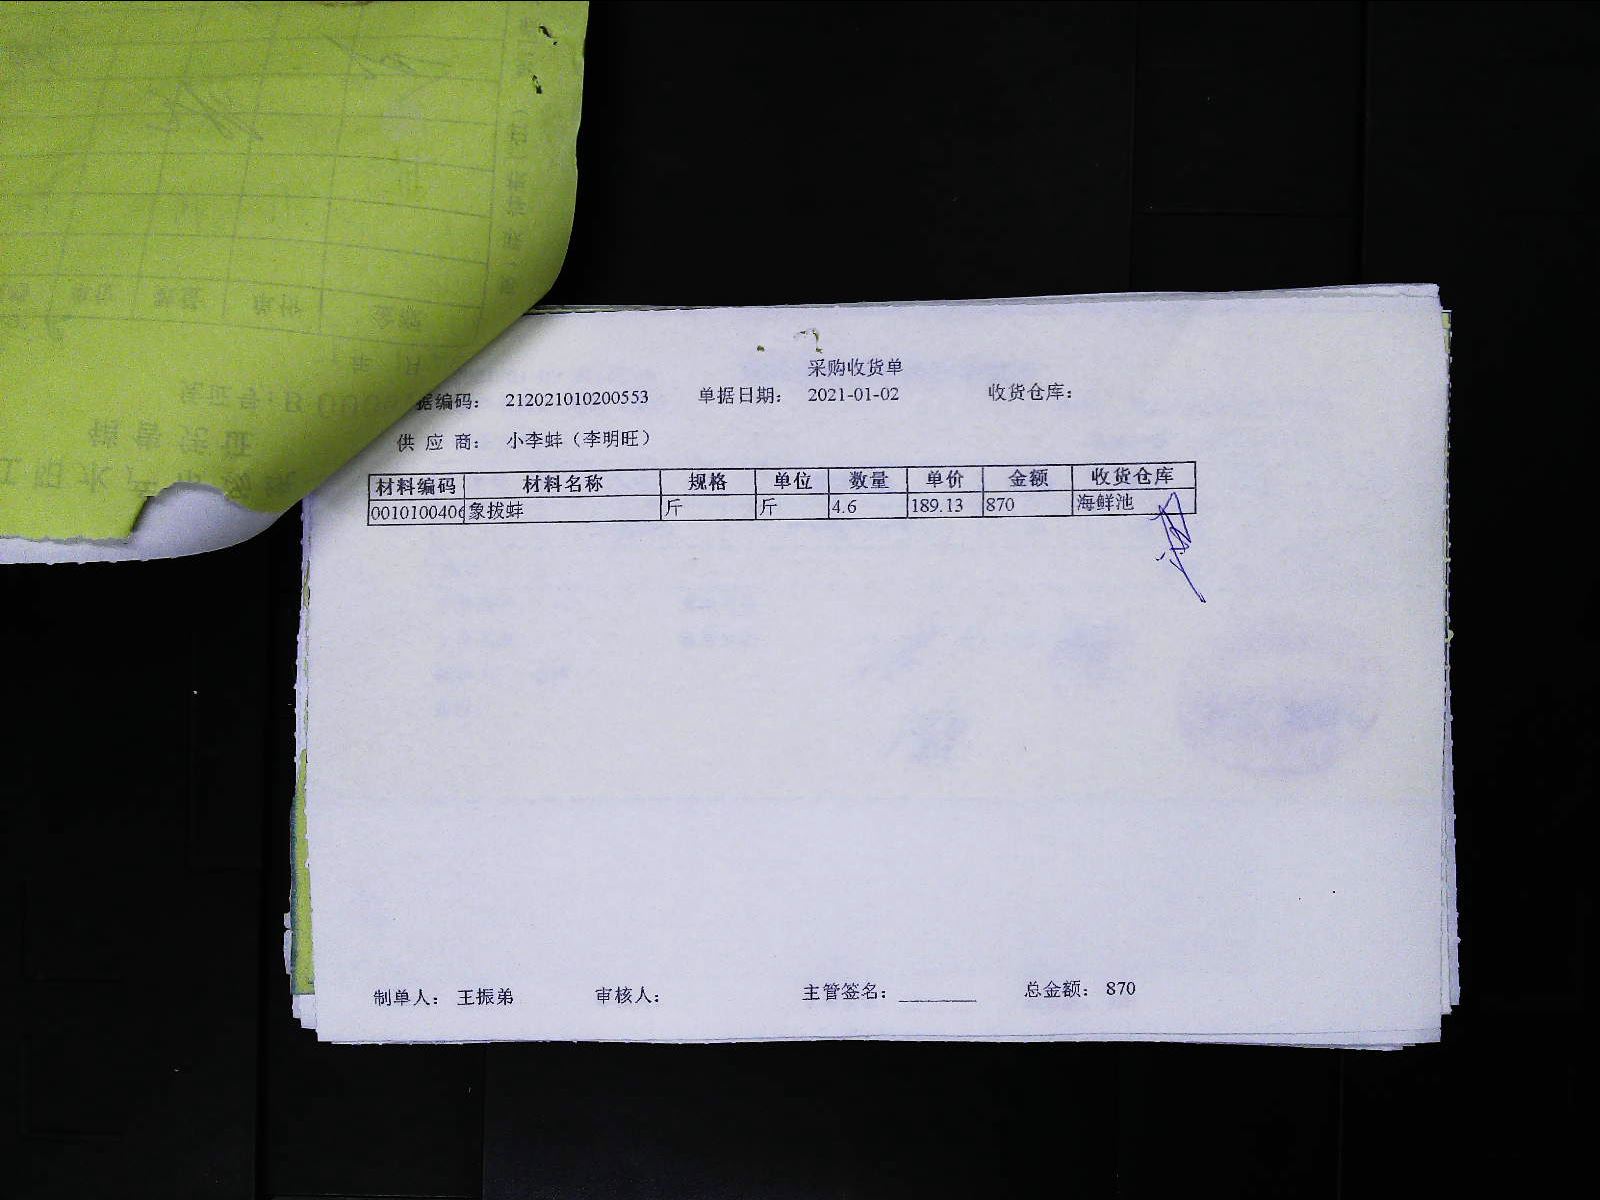 采购收货单
据编码： 212021010200553 单据日期： 2021-01-02 收货仓库：
供 应 商： 小李蚌（李明旺）
材料编码 材料名称 规格 单位 数量 单价 金额 收货仓库
0010100406 象拔蚌 斤 斤 4.6 189.13 870 海鲜池
制单人： 王振弟 审核人： 主管签名： 总金额： 870